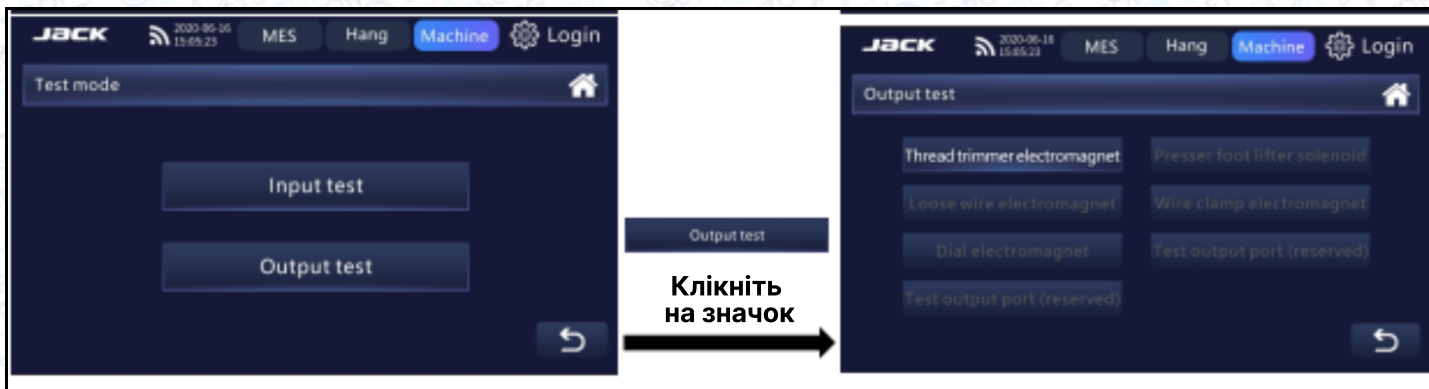 JACK 2020-06-16 15:05:23 MES Hang Machine Login
Test mode
Input test
Output test
Output test
Клікніть
на значок
JACK 2020-06-16 15:05:23 MES Hang Machine Login
Output test
Thread trimmer electromagnet Presser foot lifter solenoid
Loose wire electromagnet Wire clamp electromagnet
Dial electromagnet Test output port (reserved)
Test output port (reserved)